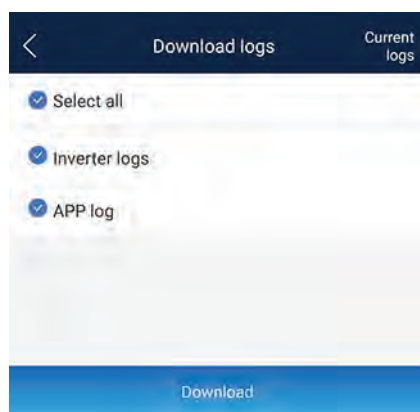 Download logs
Current
logs
Select all
Inverter logs
APP log
Download